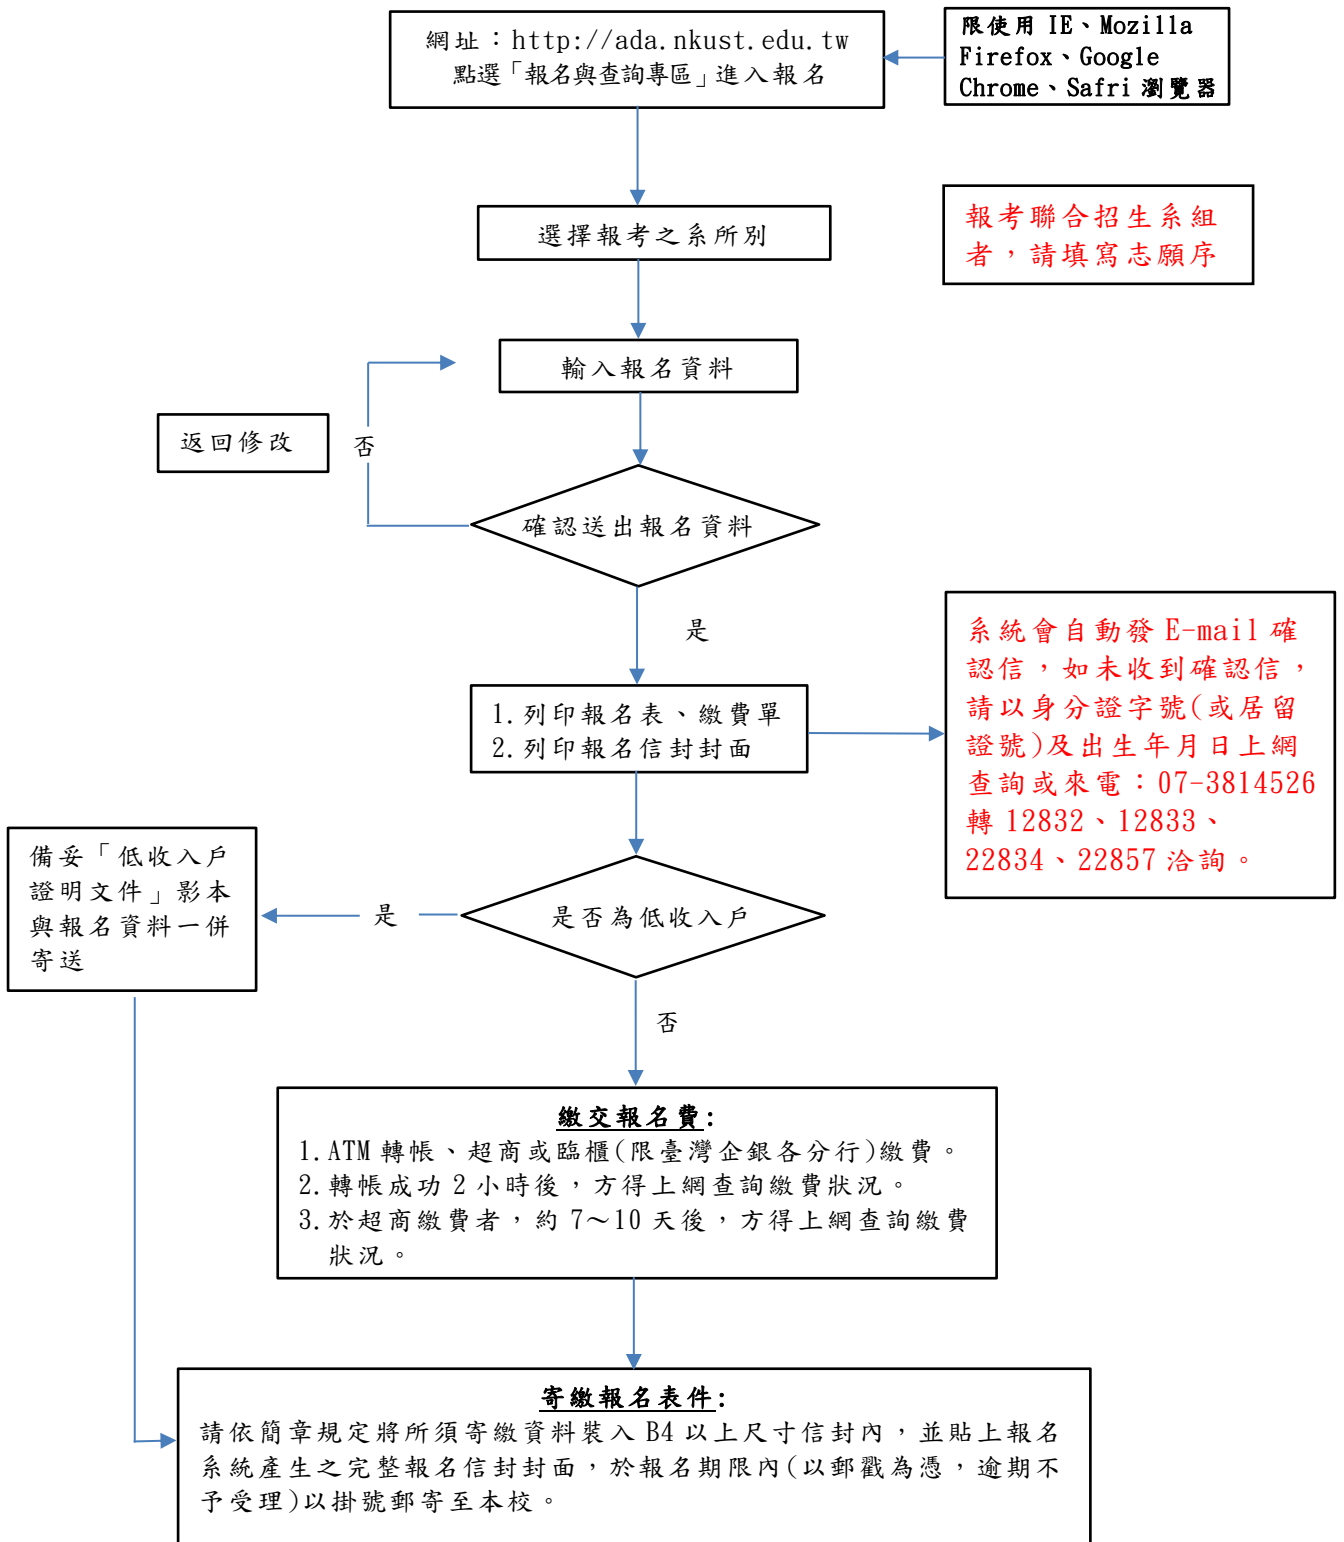 網址：http://ada.nkust.edu.tw
點選「報名與查詢專區」進入報名
限使用 IE、Mozilla
Firefox、Google
Chrome、Safri 瀏覽器
選擇報考之系所別
報考聯合招生系組
者，請填寫志願序
輸入報名資料
返回修改
否
確認送出報名資料
是
1.列印報名表、繳費單
2.列印報名信封封面
系統會自動發 E-mail 確
認信，如未收到確認信，
請以身分證字號(或居留
證號)及出生年月日上網
查詢或來電：07-3814526
轉 12832、12833、
22834、22857 洽詢。
備妥「低收入戶
證明文件」影本
與報名資料一併
寄送
是
是否為低收入戶
否
繳交報名費:
1.ATM 轉帳、超商或臨櫃(限臺灣企銀各分行)繳費。
2.轉帳成功 2 小時後，方得上網查詢繳費狀況。
3.於超商繳費者，約 7～10 天後，方得上網查詢繳費
狀況。
寄繳報名表件:
請依簡章規定將所須寄繳資料裝入 B4 以上尺寸信封內，並貼上報名
系統產生之完整報名信封封面，於報名期限內(以郵戳為憑，逾期不
予受理)以掛號郵寄至本校。